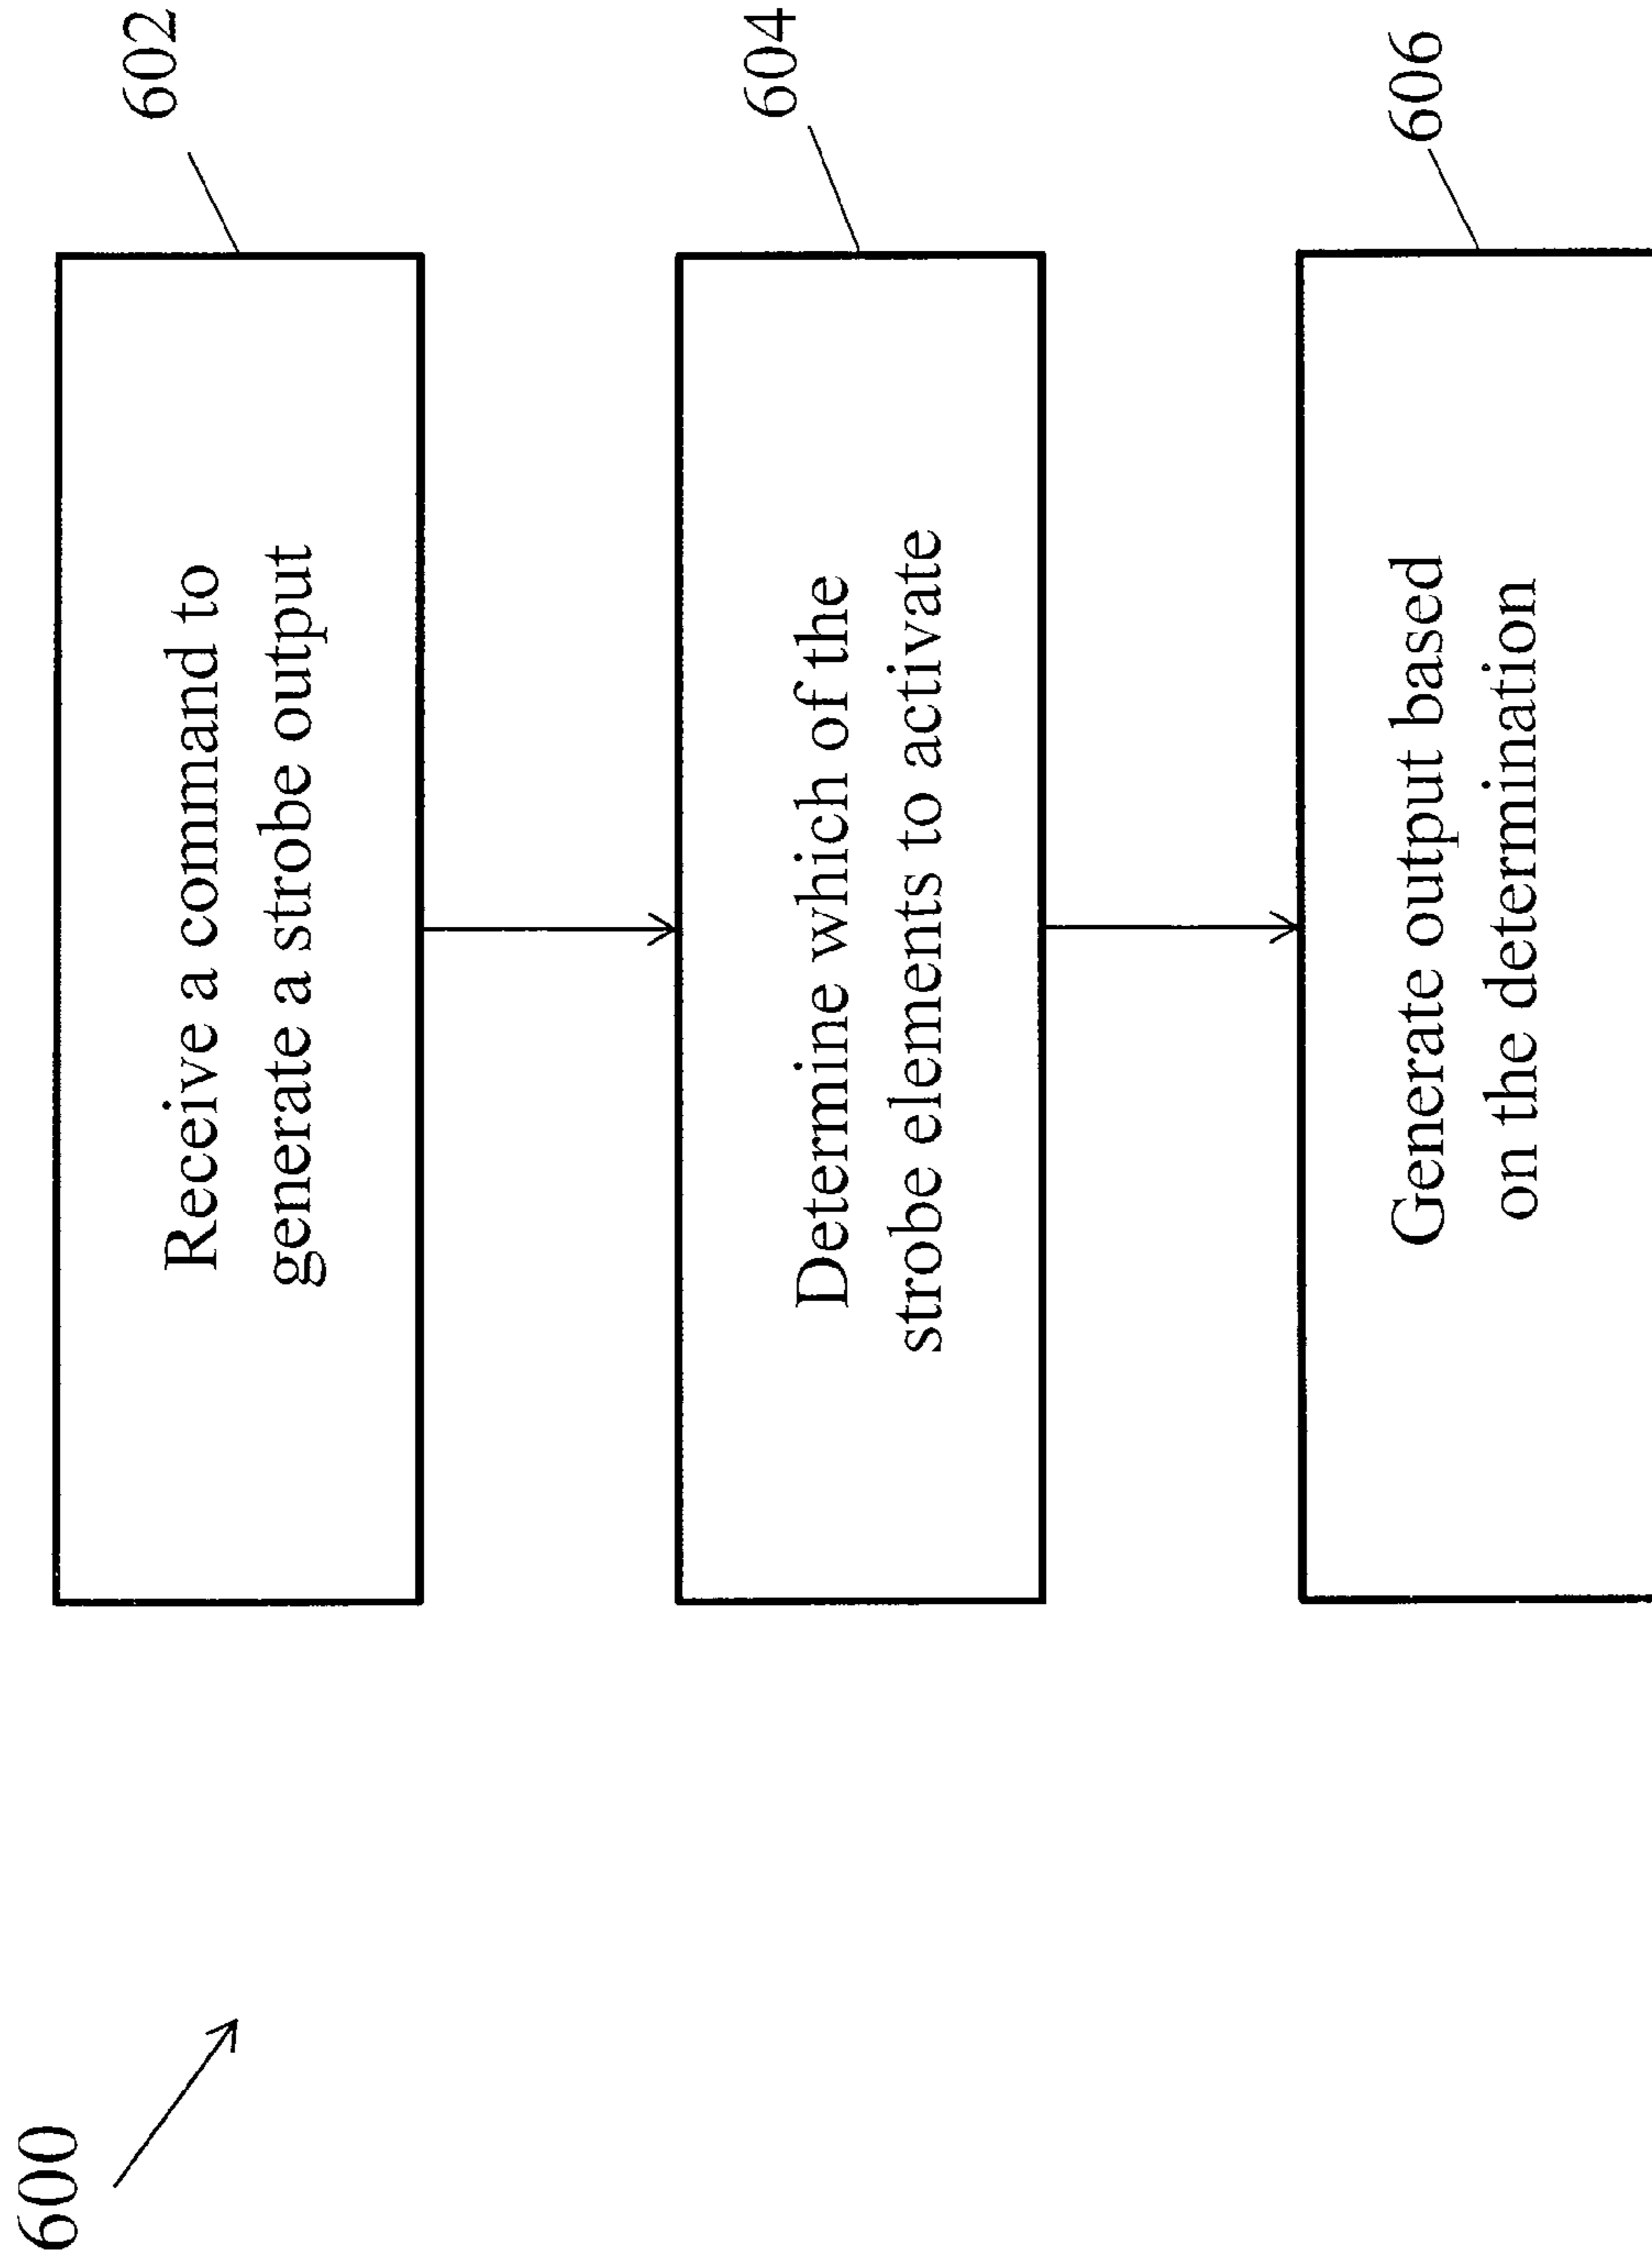 600
602
Receive a command to
generate a strobe output
604
Determine which of the
strobe elements to activate
606
Generate output based
on the determination